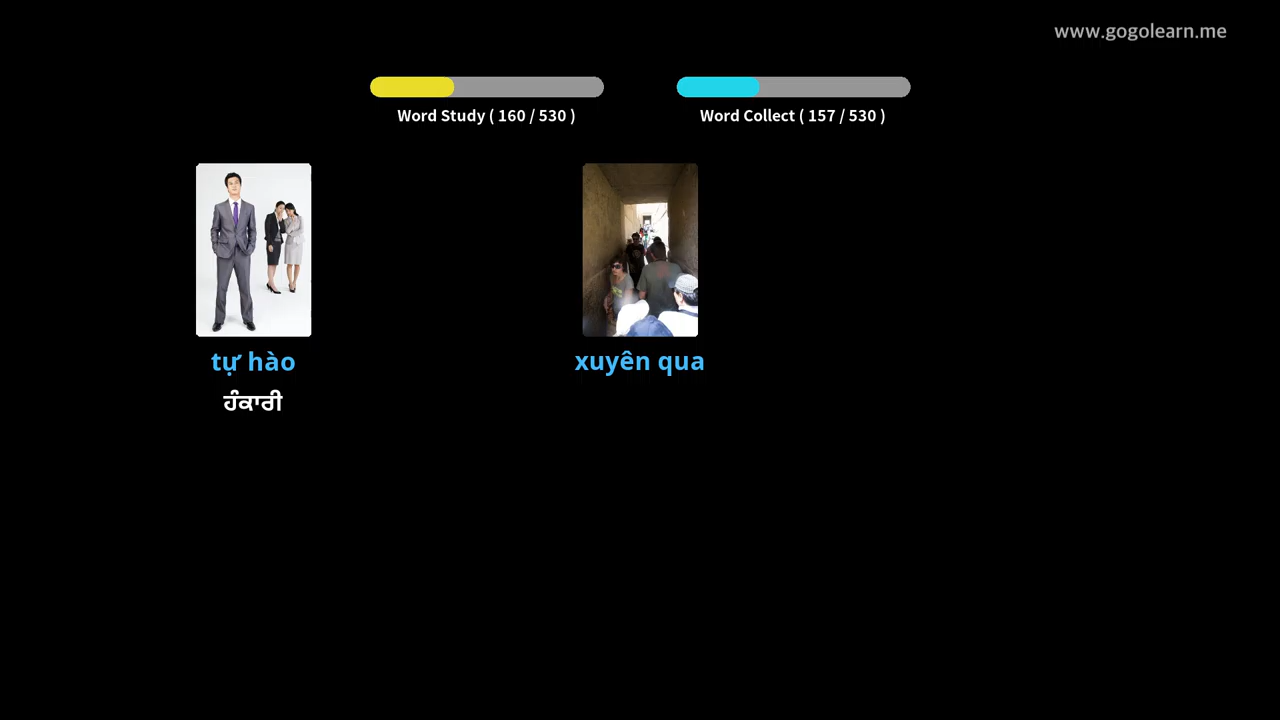 www.gogolearn.me
Word Study ( 160 / 530 )
Word Collect ( 157 / 530 )
tự hào
xuyên qua
ਹੰਕਾਰੀ